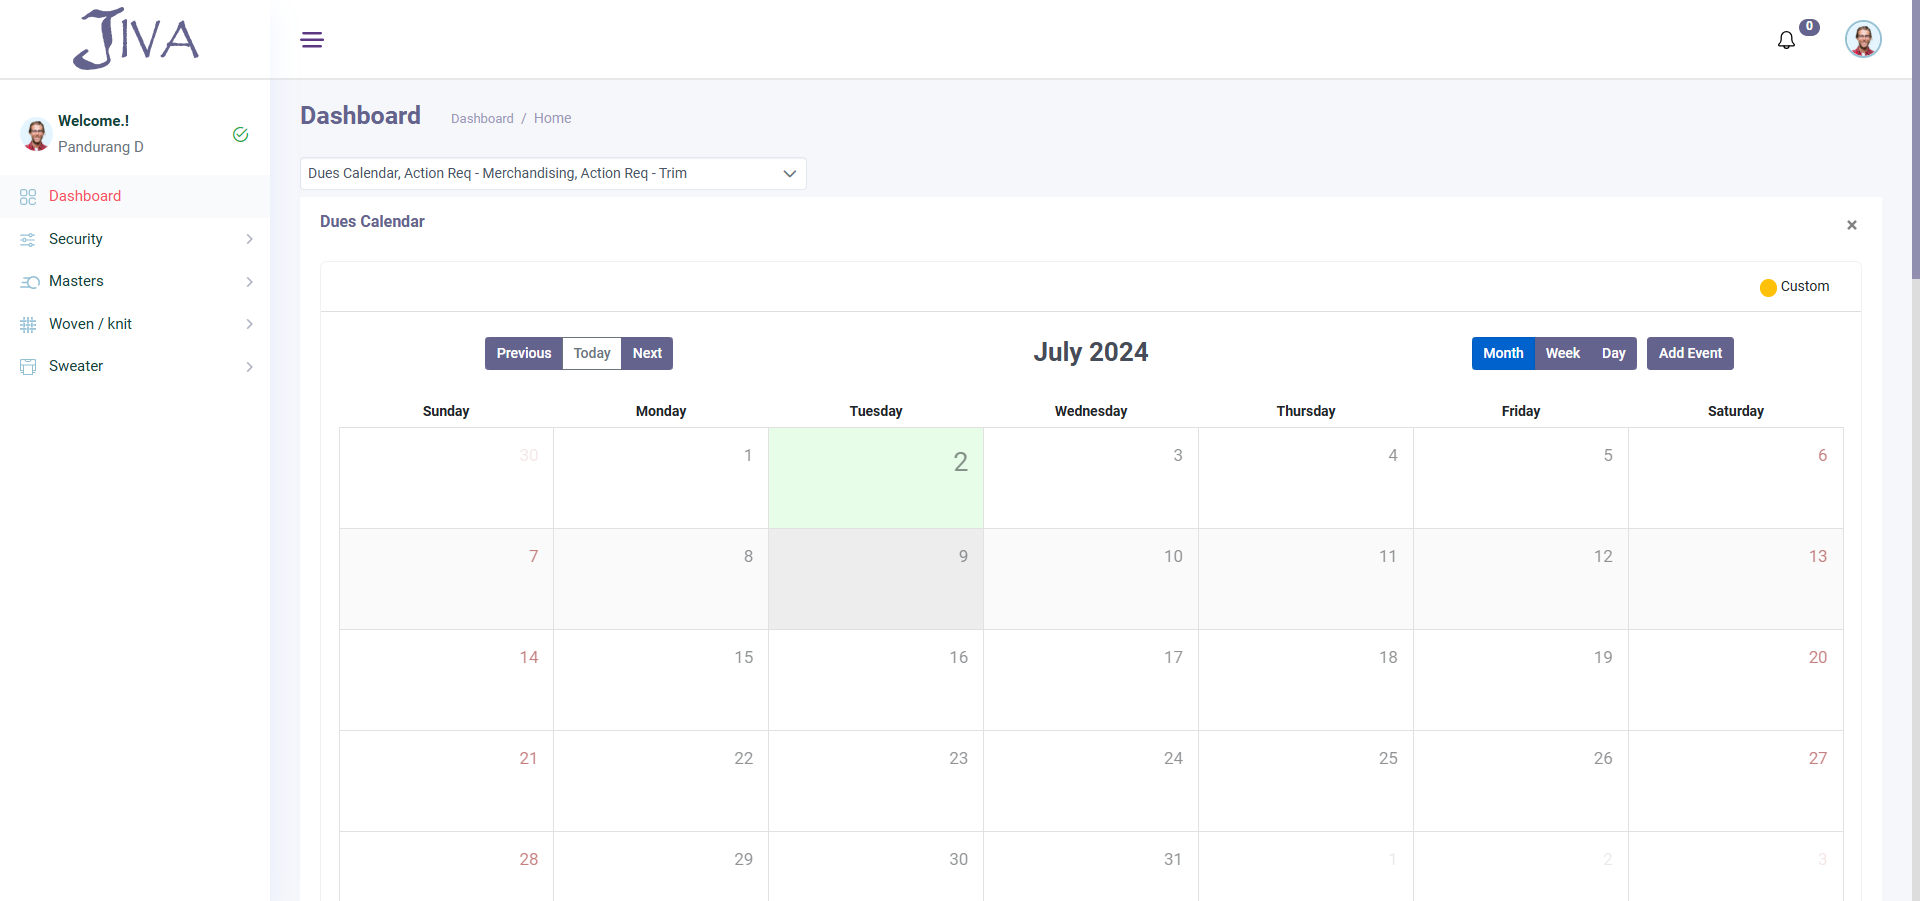 JIVA
0
Welcome.!
Pandurang D
Dashboard
Security
Masters
Woven / knit
Sweater
Dashboard
Dashboard / Home
Dues Calendar, Action Req - Merchandising, Action Req - Trim
Dues Calendar
×
Custom
Previous Today Next
July 2024
Month Week Day Add Event
Sunday Monday Tuesday Wednesday Thursday Friday Saturday
30 1 2 3 4 5 6
7 8 9 10 11 12 13
14 15 16 17 18 19 20
21 22 23 24 25 26 27
28 29 30 31 1 2 3